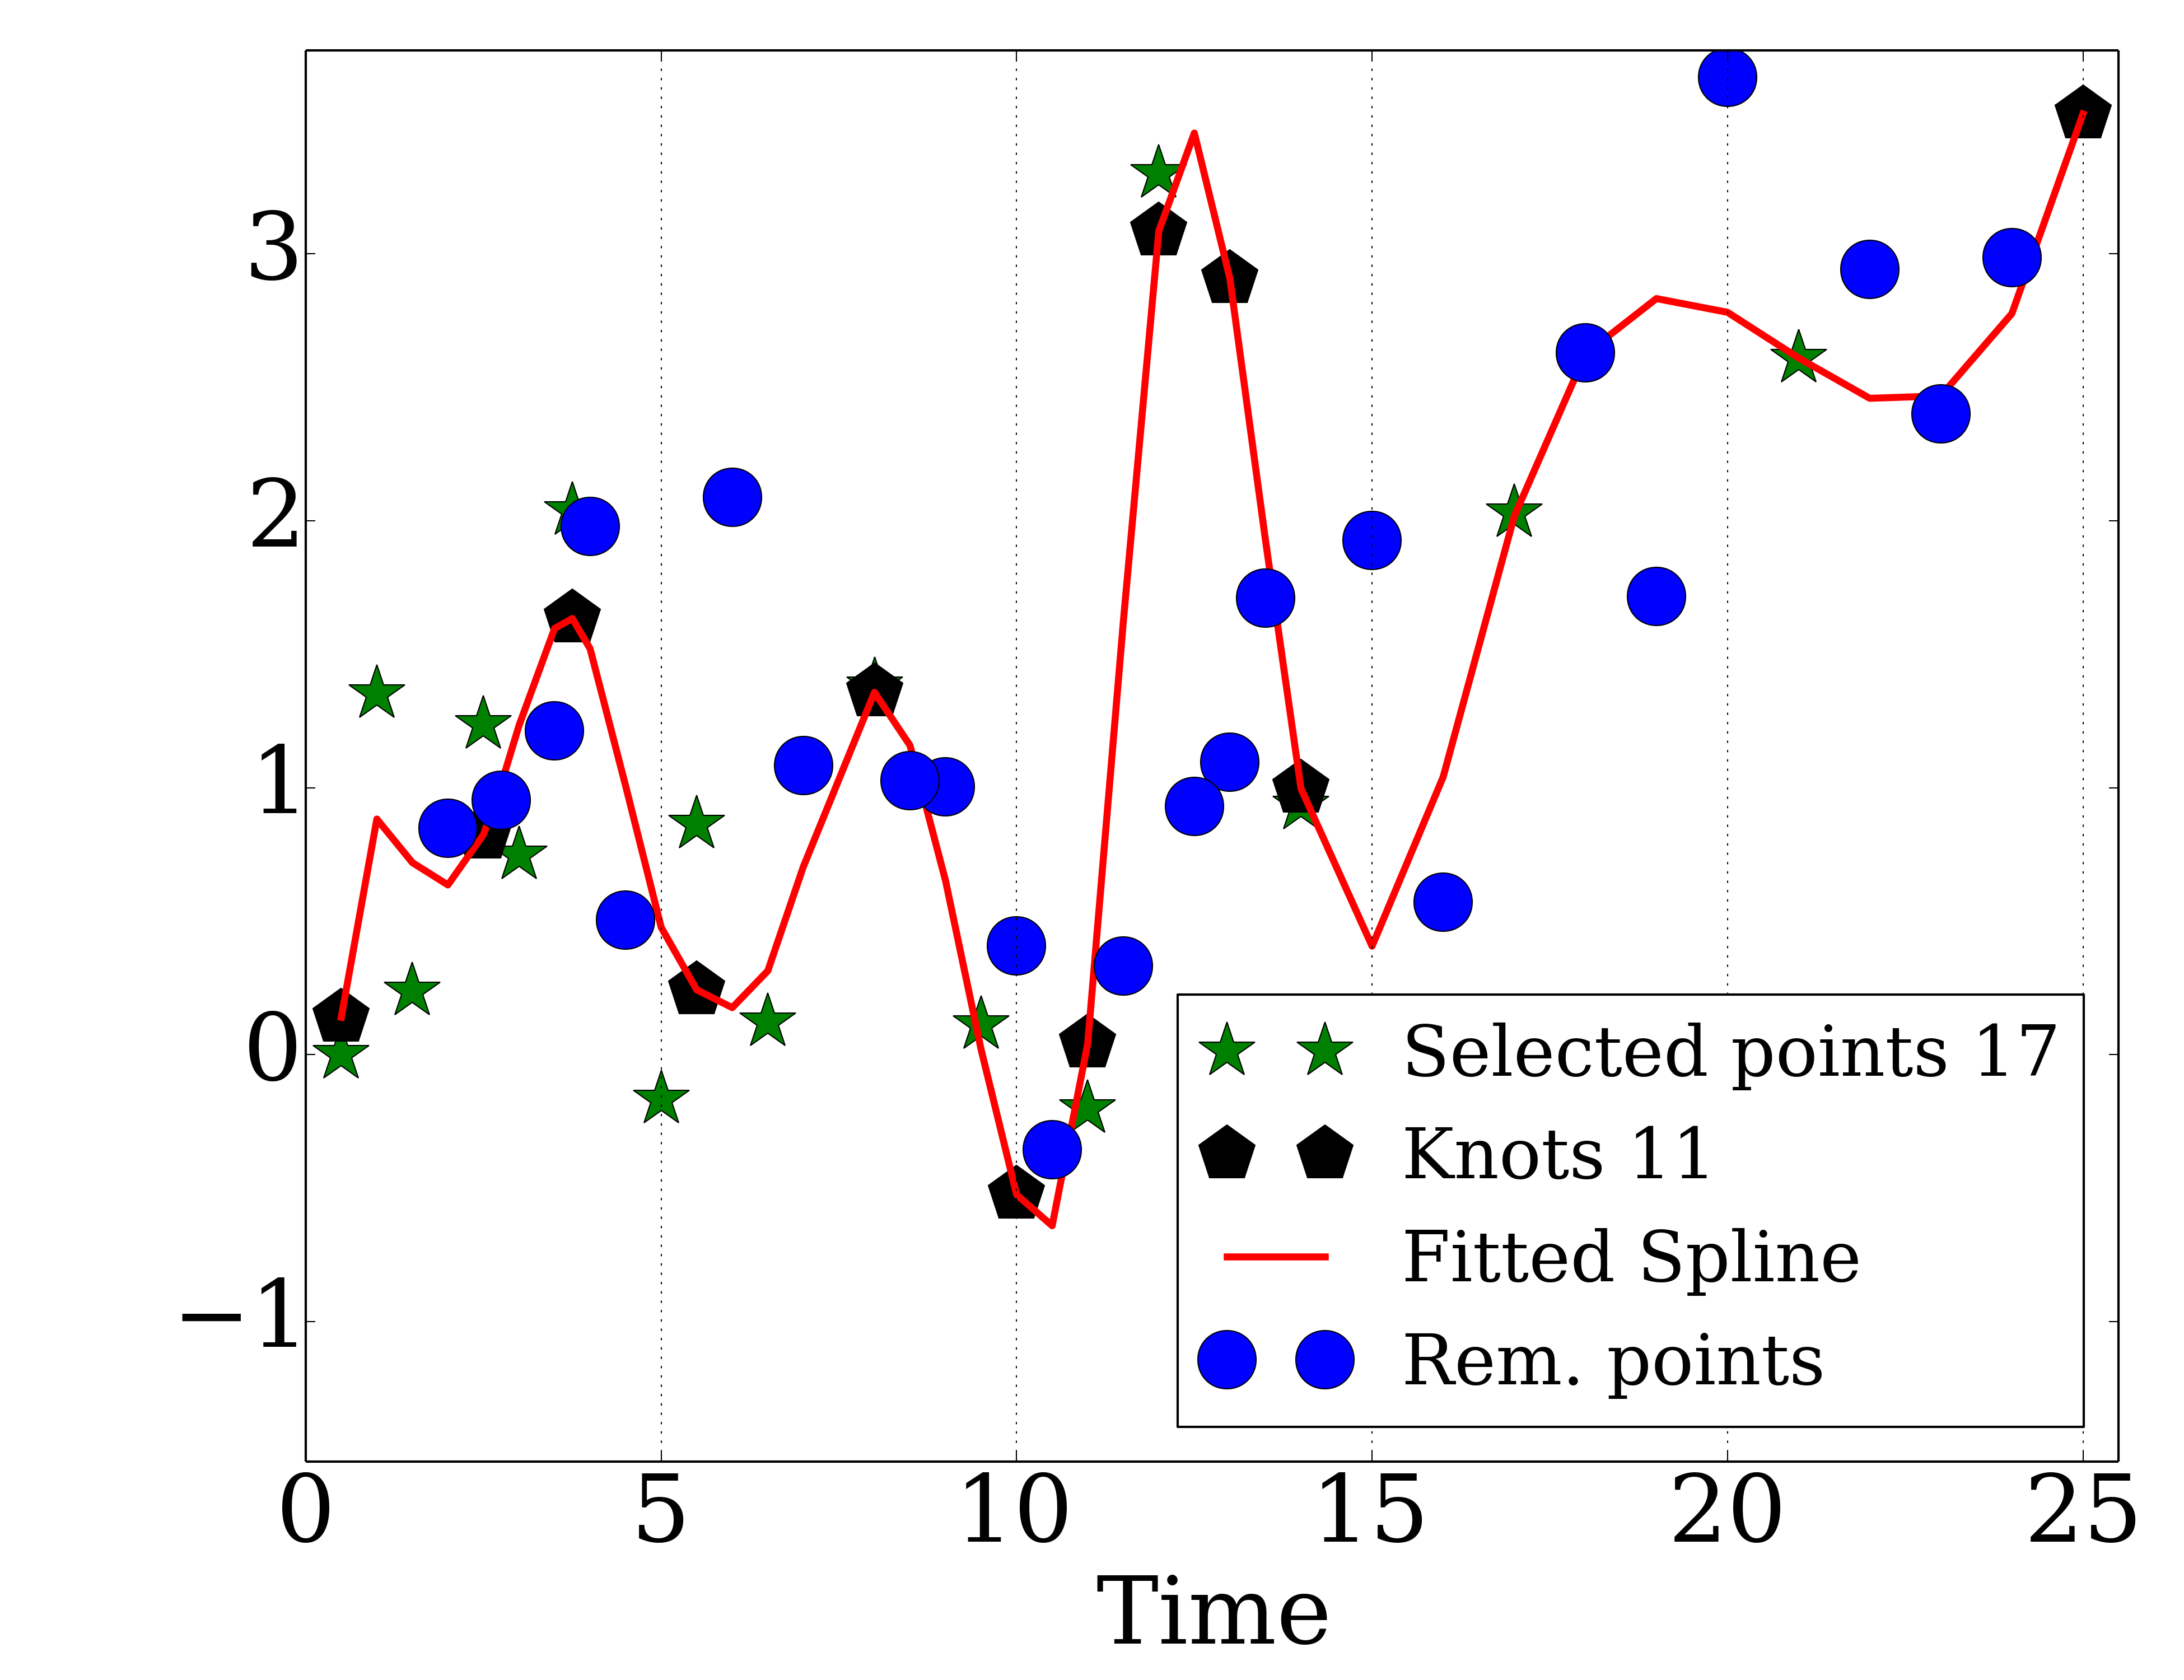 3
2
1
0
−1
Selected points 17
Knots 11
Fitted Spline
Rem. points
0 5 10 15 20 25
Time